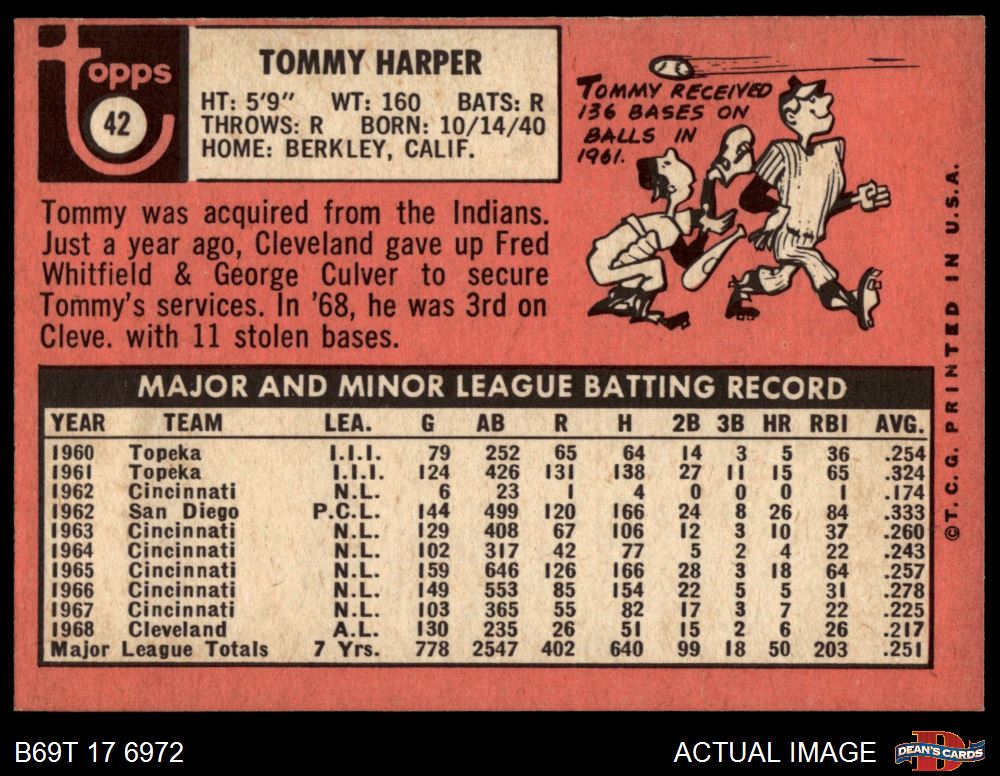 Topps
42
TOMMY HARPER
HT: 5'9" WT: 160 BATS: R
THROWS: R BORN: 10/14/40
HOME: BERKLEY, CALIF.
TOMMY RECEIVED
136 BASES ON
BALLS IN
1961.
Tommy was acquired from the Indians.
Just a year ago, Cleveland gave up Fred
Whitfield & George Culver to secure
Tommy's services. In '68, he was 3rd on
Cleve. with 11 stolen bases.
MAJOR AND MINOR LEAGUE BATTING RECORD
YEAR TEAM LEA. G AB R H 2B 3B HR RBI AVG.
1960 Topeka I.I.I. 79 252 65 64 14 3 5 36 .254
1961 Topeka I.I.I. 124 426 131 138 27 11 15 65 .324
1962 Cincinnati N.L. 6 23 1 4 0 0 0 1 .174
1962 San Diego P.C.L. 144 499 120 166 24 8 26 84 .333
1963 Cincinnati N.L. 129 408 67 106 12 3 10 37 .260
1964 Cincinnati N.L. 102 317 42 77 5 2 4 22 .243
1965 Cincinnati N.L. 159 646 126 166 28 3 18 64 .257
1966 Cincinnati N.L. 149 553 85 154 22 5 5 31 .278
1967 Cincinnati N.L. 103 365 55 82 17 3 7 22 .225
1968 Cleveland A.L. 130 235 26 51 15 2 6 26 .217
Major League Totals 7 Yrs. 778 2547 402 640 99 18 50 203 .251
©T. C. G. PRINTED IN U.S.A.
B69T 17 6972
ACTUAL IMAGE
D
DEAN'S CARDS